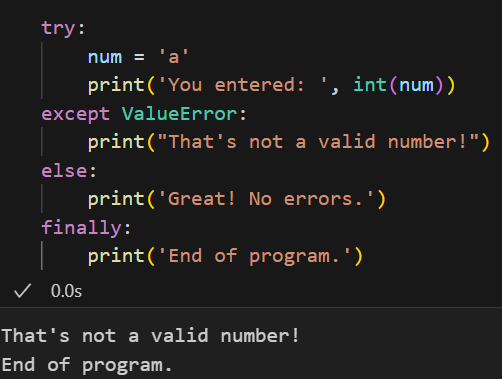 try:
    num = 'a'
    print('You entered: ', int(num))
except ValueError:
    print("That's not a valid number!")
else:
    print('Great! No errors.')
finally:
    print('End of program.')
0.0s
That's not a valid number!
End of program.